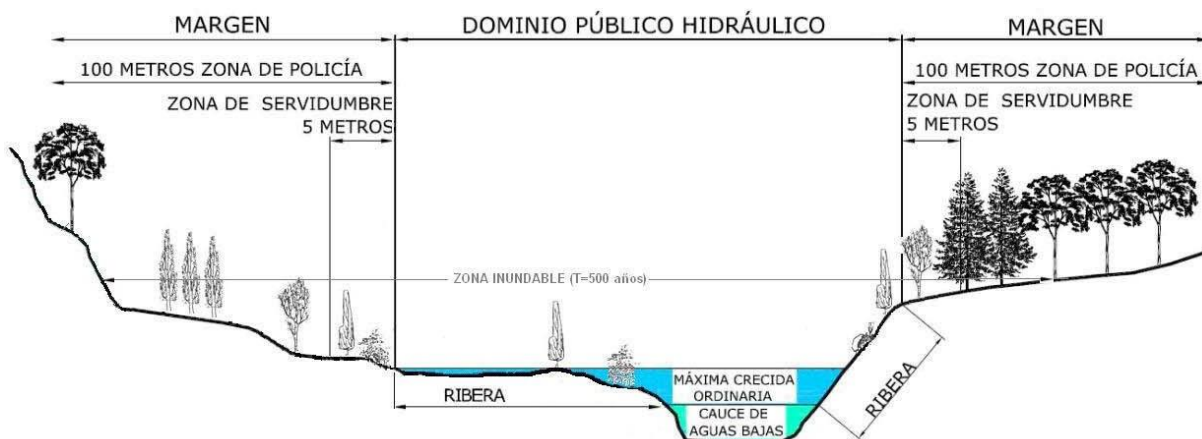 MARGEN
DOMINIO PÚBLICO HIDRÁULICO
MARGEN
100 METROS ZONA DE POLICÍA
100 METROS ZONA DE POLICÍA
ZONA DE SERVIDUMBRE
5 METROS
ZONA DE SERVIDUMBRE
5 METROS
ZONA INUNDABLE (T=500 años)
RIBERA
MÁXIMA CRECIDA
ORDINARIA
CAUCE DE
AGUAS BAJAS
RIBERA